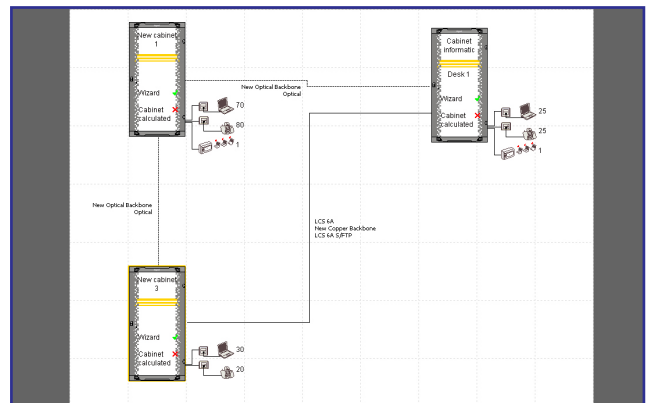 New cabinet
1
Wizard
Cabinet
calculated
70
80
1
New Optical Backbone
Optical
Cabinet
informatic
Desk 1
Wizard
Cabinet
calculated
25
25
1
New Optical Backbone
Optical
LCS 6A
New Copper Backbone
LCS 6A S/FTP
New cabinet
3
Wizard
Cabinet
calculated
30
20